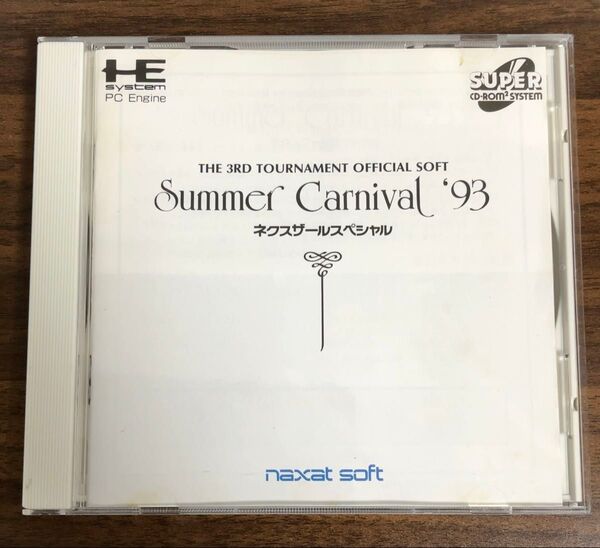 HE
system
PC Engine
SUPER
CD-ROM² SYSTEM
THE 3RD TOURNAMENT OFFICIAL SOFT
Summer Carnival '93
ネクスザールスペシャル
naxat soft